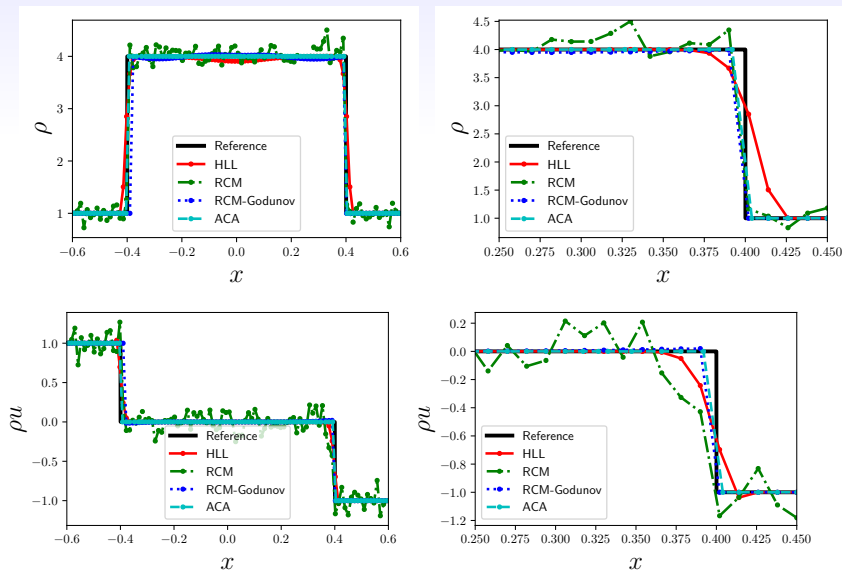 4
3
2
1
ρ
−0.6
−0.4
−0.2
0.0
0.2
0.4
0.6
x
Reference
HLL
RCM
RCM-Godunov
ACA
4.5
4.0
3.5
3.0
2.5
2.0
1.5
1.0
ρ
0.250
0.275
0.300
0.325
0.350
0.375
0.400
0.425
0.450
x
Reference
HLL
RCM
RCM-Godunov
ACA
1.0
0.5
0.0
−0.5
−1.0
ρu
−0.6
−0.4
−0.2
0.0
0.2
0.4
0.6
x
Reference
HLL
RCM
RCM-Godunov
ACA
0.2
0.0
−0.2
−0.4
−0.6
−0.8
−1.0
−1.2
ρu
0.250
0.275
0.300
0.325
0.350
0.375
0.400
0.425
0.450
x
Reference
HLL
RCM
RCM-Godunov
ACA